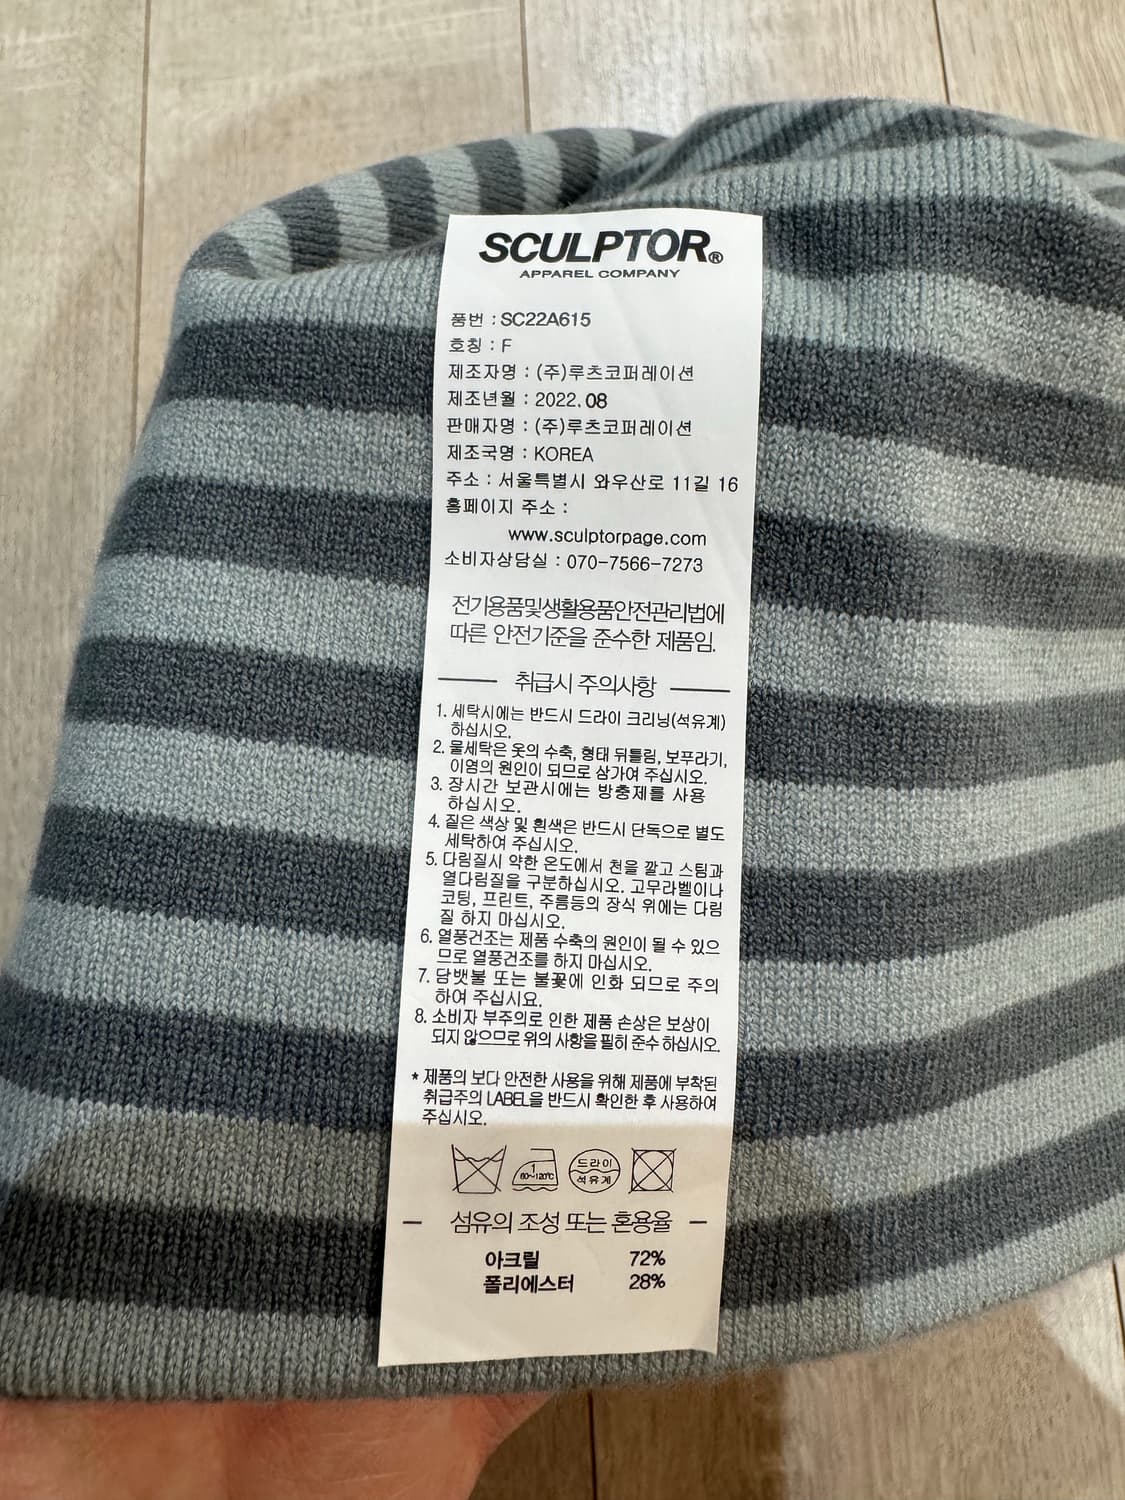 SCULPTOR®
APPAREL COMPANY
품번 : SC22A615
호칭 : F
제조자명 : (주)루츠코퍼레이션
제조년월 : 2022.08
판매자명 : (주)루츠코퍼레이션
제조국명 : KOREA
주소 : 서울특별시 와우산로 11길 16
홈페이지 주소 :
www.sculptorpage.com
소비자상담실 : 070-7566-7273
전기용품및생활용품안전관리법에
따른 안전기준을 준수한 제품임.
취급시 주의사항
1. 세탁시에는 반드시 드라이 크리닝(석유계)
하십시오.
2. 물세탁은 옷의 수축, 형태 뒤틀림, 보푸라기,
이염의 원인이 되므로 삼가여 주십시오.
3. 장시간 보관시에는 방충제를 사용
하십시오.
4. 짙은 색상 및 흰색은 반드시 단독으로 별도
세탁하여 주십시오.
5. 다림질시 약한 온도에서 천을 깔고 스팀과
열다림질을 구분하십시오. 고무라벨이나
코팅, 프린트, 주름등의 장식 위에는 다림
질 하지 마십시오.
6. 열풍건조는 제품 수축의 원인이 될 수 있으
므로 열풍건조를 하지 마십시오.
7. 담뱃불 또는 불꽃에 인화 되므로 주의
하여 주십시요.
8. 소비자 부주의로 인한 제품 손상은 보상이
되지 않으므로 위의 사항을 필히 준수 하십시오.
* 제품의 보다 안전한 사용을 위해 제품에 부착된
취급주의 LABEL을 반드시 확인한 후 사용하여
주십시오.
1
80~120℃
드라이
석유계
섬유의 조성 또는 혼용율
아크릴 72%
폴리에스터 28%